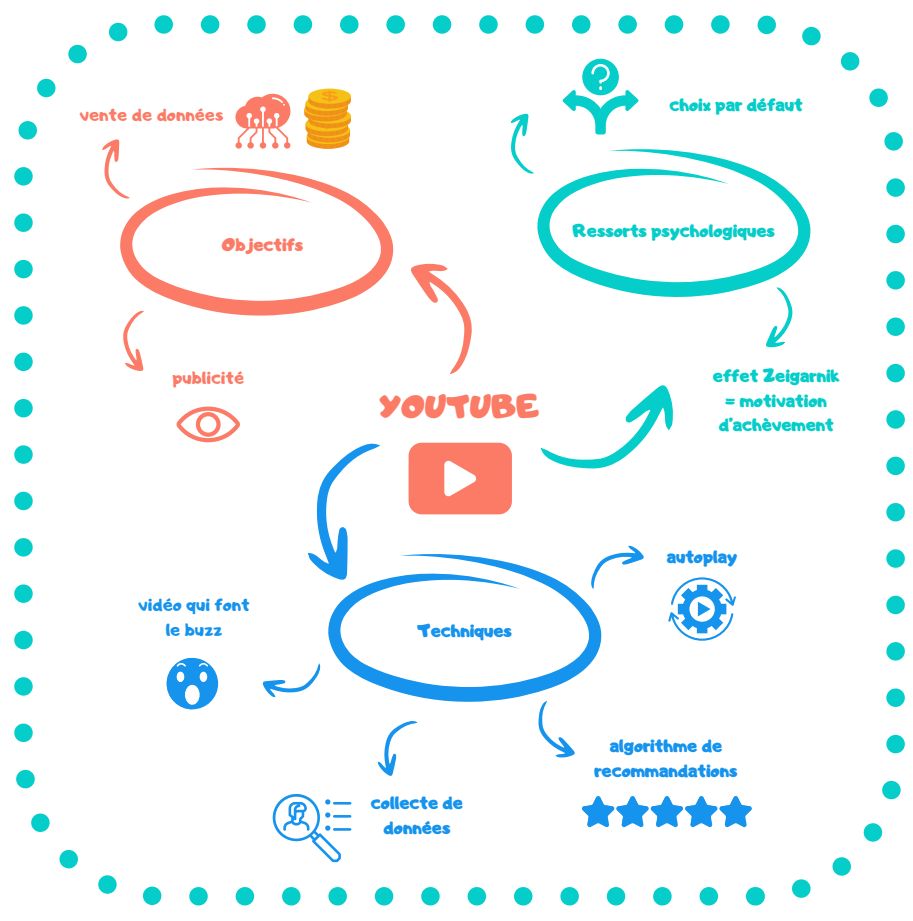 vente de données
choix par défaut
Objectifs
Ressorts psychologiques
publicité
effet Zeigarnik
= motivation
d'achèvement
YOUTUBE
autoplay
vidéo qui font
le buzz
Techniques
algorithme de
recommandations
collecte de
données